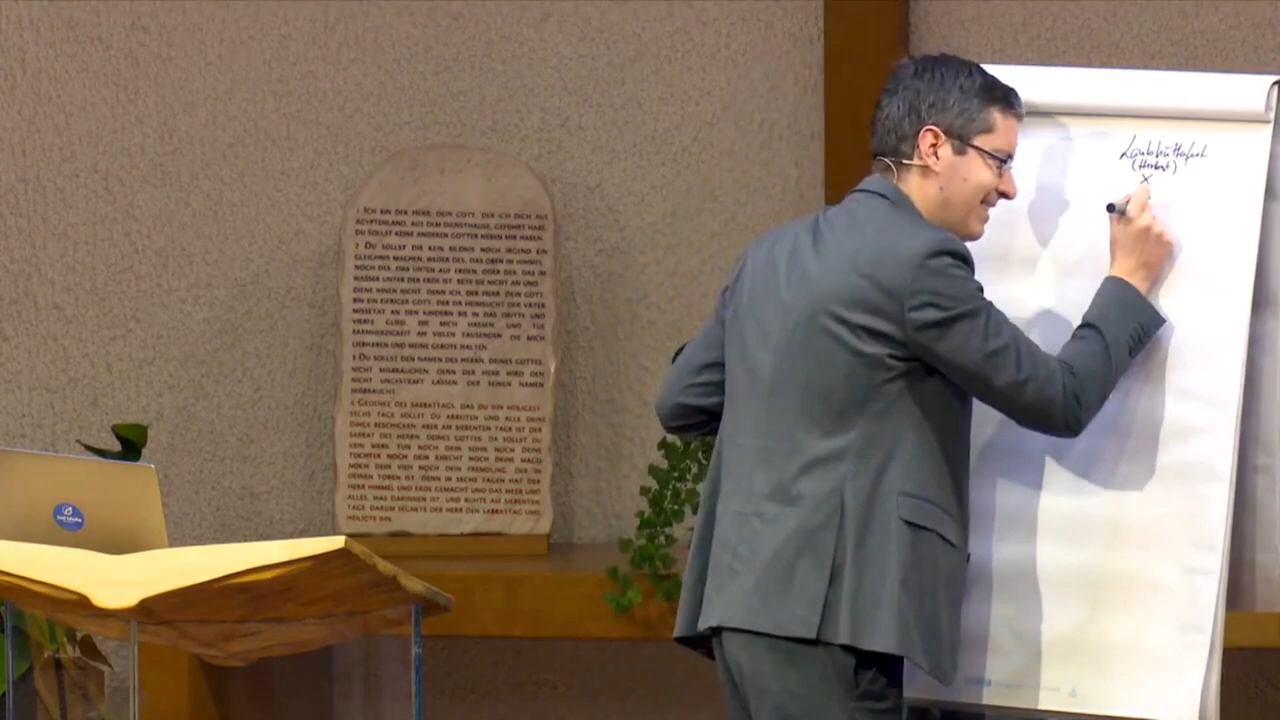 1 ICH BIN DER HERR, DEIN GOTT, DER ICH DICH AUS
ÄGYPTENLAND, AUS DEM DIENSTHAUSE, GEFÜHRT HABE.
DU SOLLST KEINE ANDEREN GÖTTER NEBEN MIR HABEN.
2 DU SOLLST DIR KEIN BILDNIS NOCH IRGEND EIN
GLEICHNIS MACHEN, WEDER DES, DAS OBEN IM HIMMEL,
NOCH DES, DAS UNTEN AUF ERDEN, ODER DES, DAS IM
WASSER UNTER DER ERDE IST. BETE SIE NICHT AN UND
DIENE IHNEN NICHT. DENN ICH, DER HERR, DEIN GOTT,
BIN EIN EIFRIGER GOTT, DER DA HEIMSUCHT DER VÄTER
MISSETAT AN DEN KINDERN BIS IN DAS DRITTE UND
VIERTE GLIED, DIE MICH HASSEN, UND TUE
BARMHERZIGKEIT AN VIELEN TAUSENDEN, DIE MICH
LIEBHABEN UND MEINE GEBOTE HALTEN.
3 DU SOLLST DEN NAMEN DES HERRN, DEINES GOTTES,
NICHT MISBRAUCHEN, DENN DER HERR WIRD DEN
NICHT UNGESTRAFT LASSEN, DER SEINEN NAMEN
MISBRAUCHT.
4 GEDENKE DES SABBATTAGS, DAS DU IHN HEILIGEST.
SECHS TAGE SOLLST DU ARBEITEN UND ALLE DEINE
DINGE BESCHICKEN; ABER AM SIEBENTEN TAGE IST DER
SABBAT DES HERRN, DEINES GOTTES. DA SOLLST DU
KEIN WERK TUN NOCH DEIN SOHN NOCH DEINE
TOCHTER NOCH DEIN KNECHT NOCH DEINE MAGD
NOCH DEIN VIEH NOCH DEIN FREMDLING, DER IN
DEINEN TOREN IST. DENN IN SECHS TAGEN HAT DER
HERR HIMMEL UND ERDE GEMACHT UND DAS MEER UND
ALLES, WAS DARINNEN IST, UND RUHTE AM SIEBENTEN
TAGE. DARUM SEGNETE DER HERR DEN SABBATTAG UND
HEILIGTE IHN.
Laubhüttenfest
(Herbst)
X